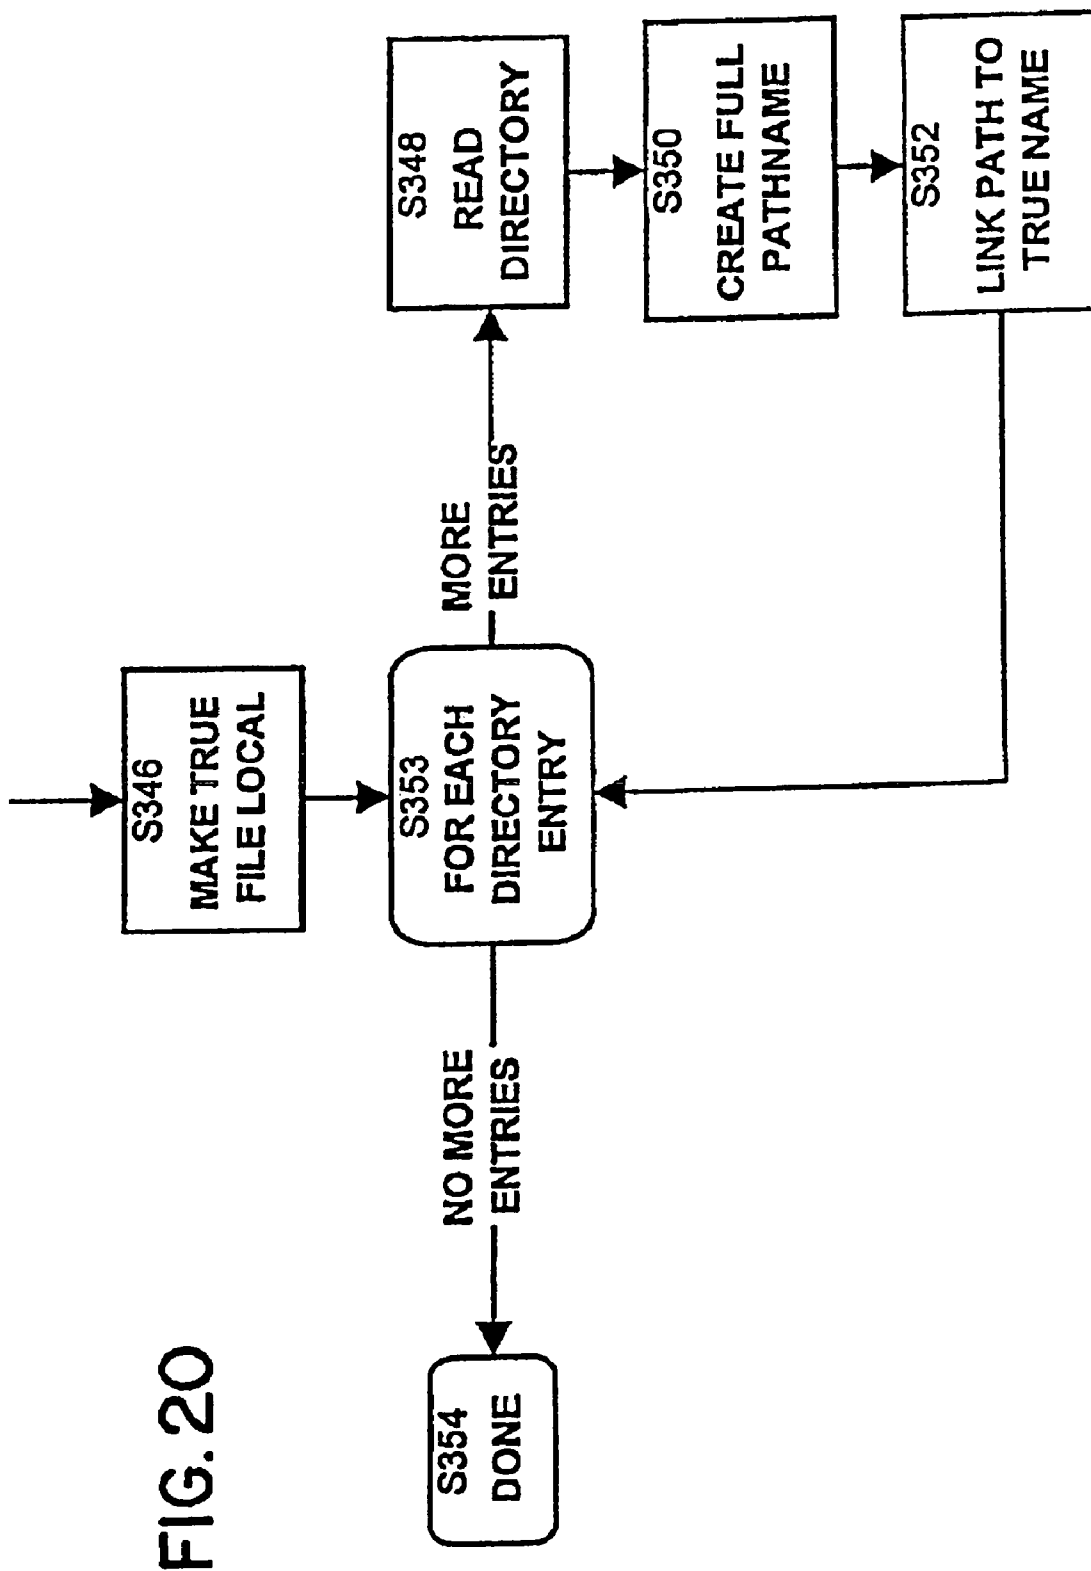 FIG. 20
S346
MAKE TRUE
FILE LOCAL
S353
FOR EACH
DIRECTORY
ENTRY
MORE
ENTRIES
S348
READ
DIRECTORY
S350
CREATE FULL
PATHNAME
S352
LINK PATH TO
TRUE NAME
NO MORE
ENTRIES
S354
DONE